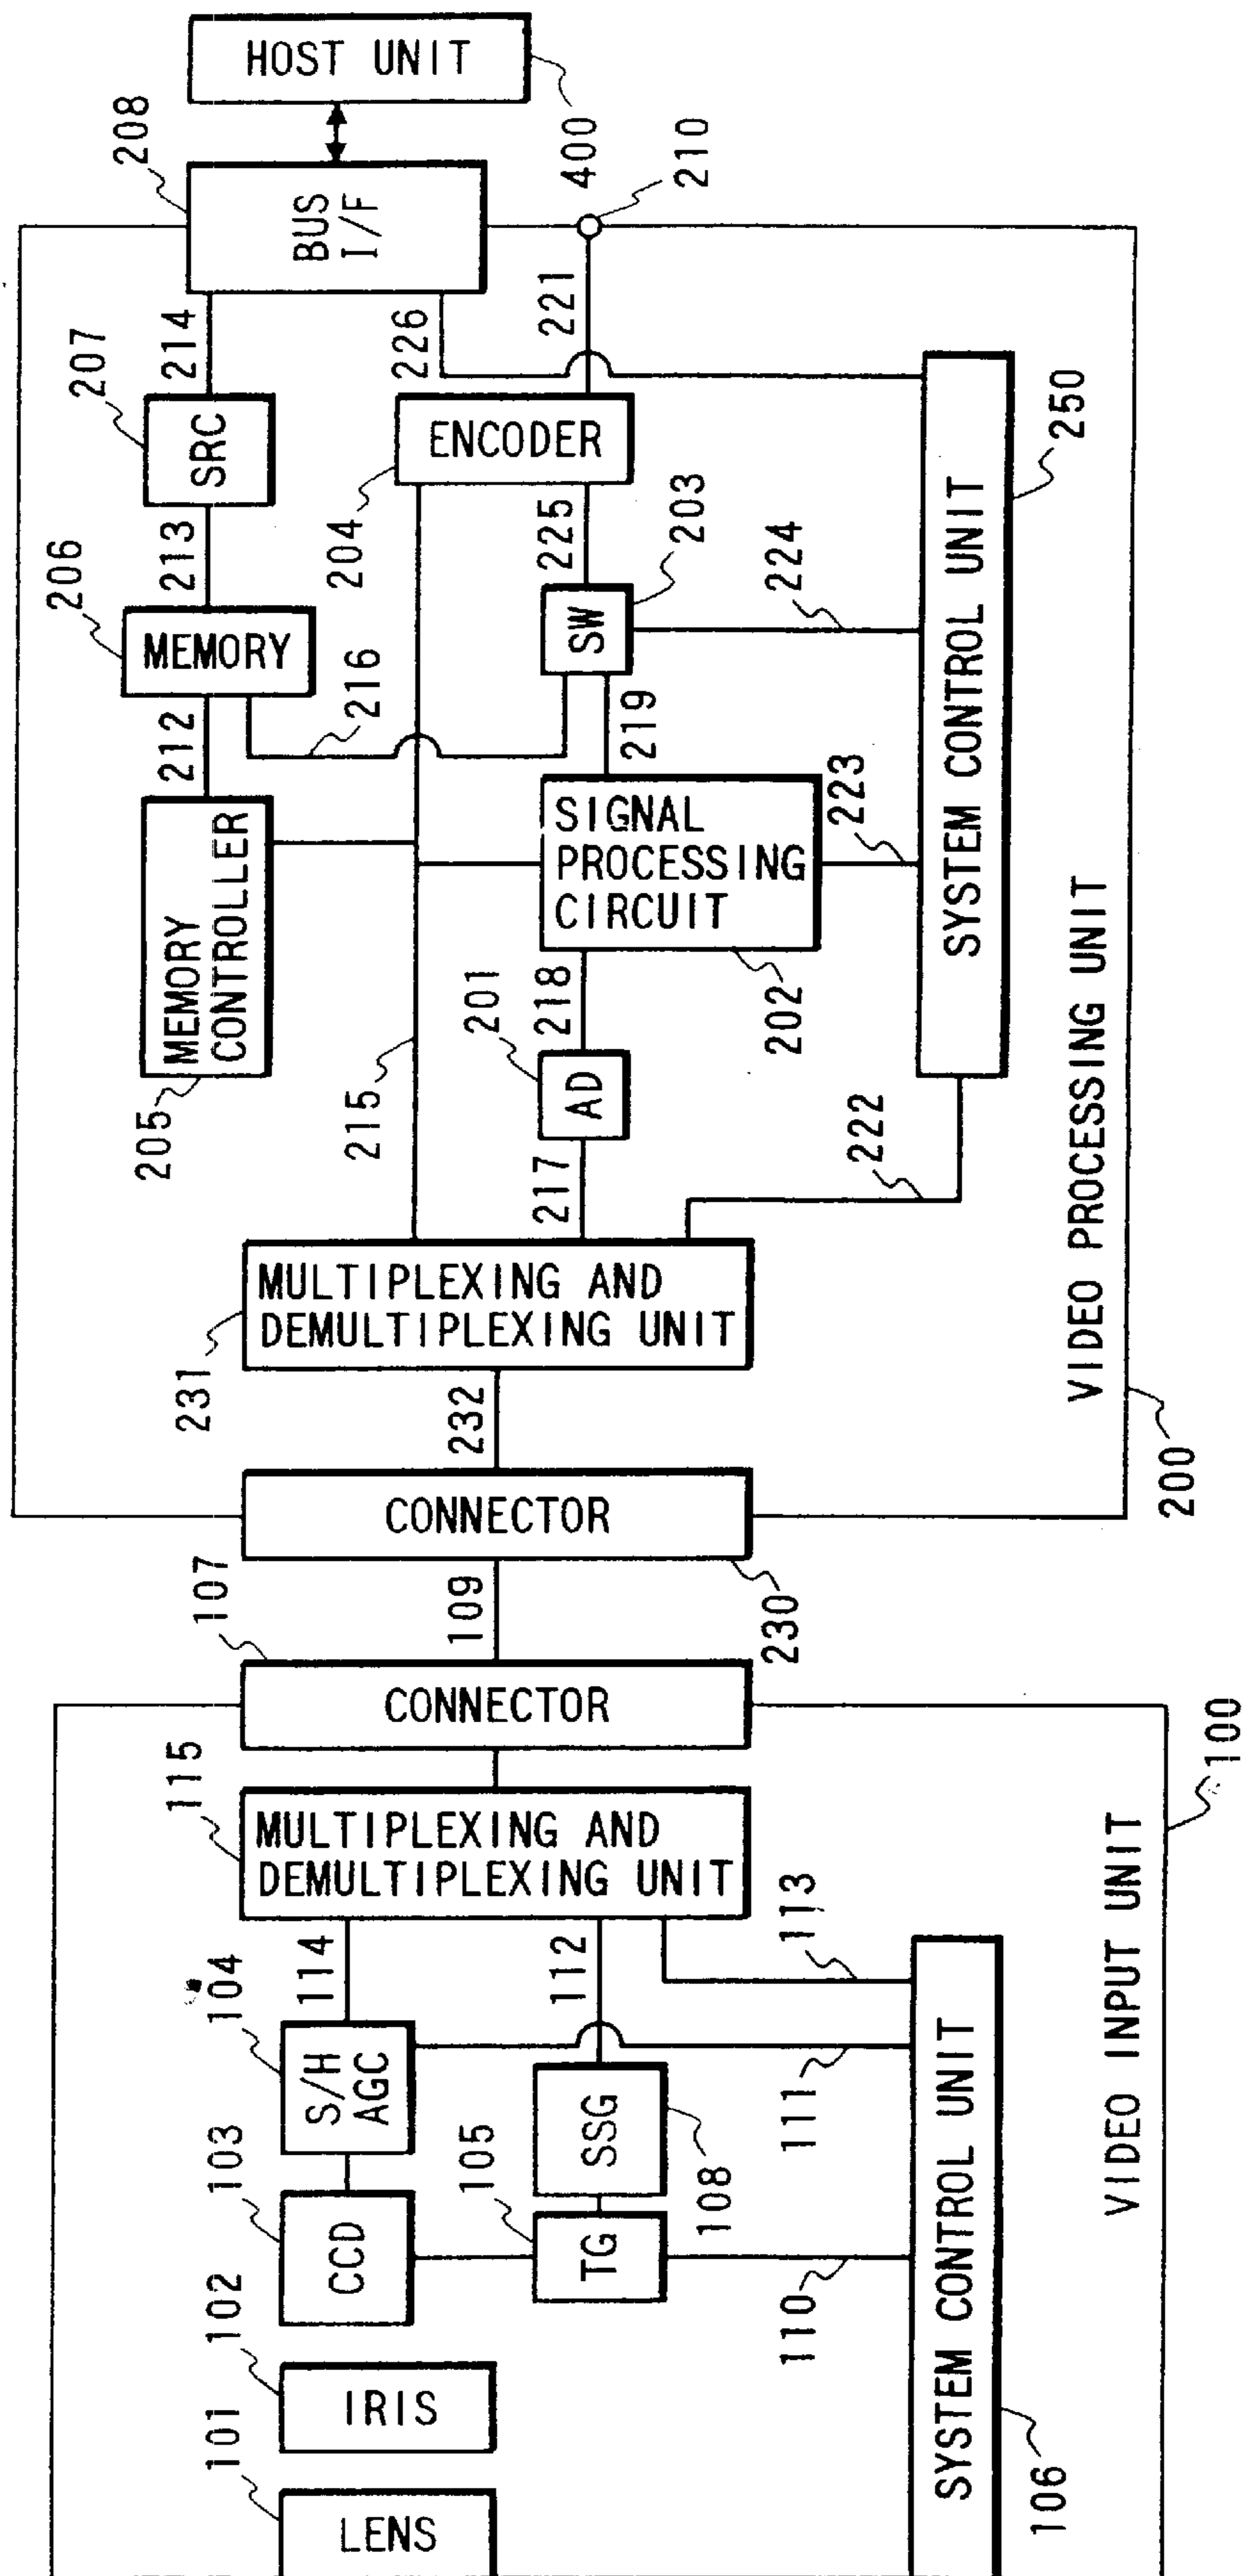 LENS
101
IRIS
102
CCD
103
S/H
AGC
104
TG
105
SSG
108
114
112
110
111
113
SYSTEM CONTROL UNIT
106
MULTIPLEXING AND
DEMULTIPLEXING UNIT
115
CONNECTOR
107
VIDEO INPUT UNIT
100
109
CONNECTOR
230
232
MULTIPLEXING AND
DEMULTIPLEXING UNIT
231
215
217
222
AD
201
218
MEMORY
CONTROLLER
205
212
MEMORY
206
216
213
SRC
207
214
SIGNAL
PROCESSING
CIRCUIT
202
219
223
SW
203
224
225
ENCODER
204
226
221
BUS
I/F
208
210
HOST UNIT
400
SYSTEM CONTROL UNIT
250
VIDEO PROCESSING UNIT
200